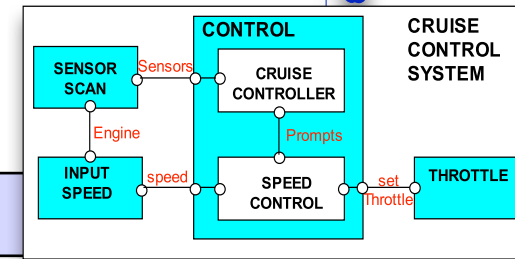 CONTROL
CRUISE
CONTROL
SYSTEM
SENSOR
SCAN
Sensors
CRUISE
CONTROLLER
Engine
Prompts
INPUT
SPEED
speed
SPEED
CONTROL
set
Throttle
THROTTLE